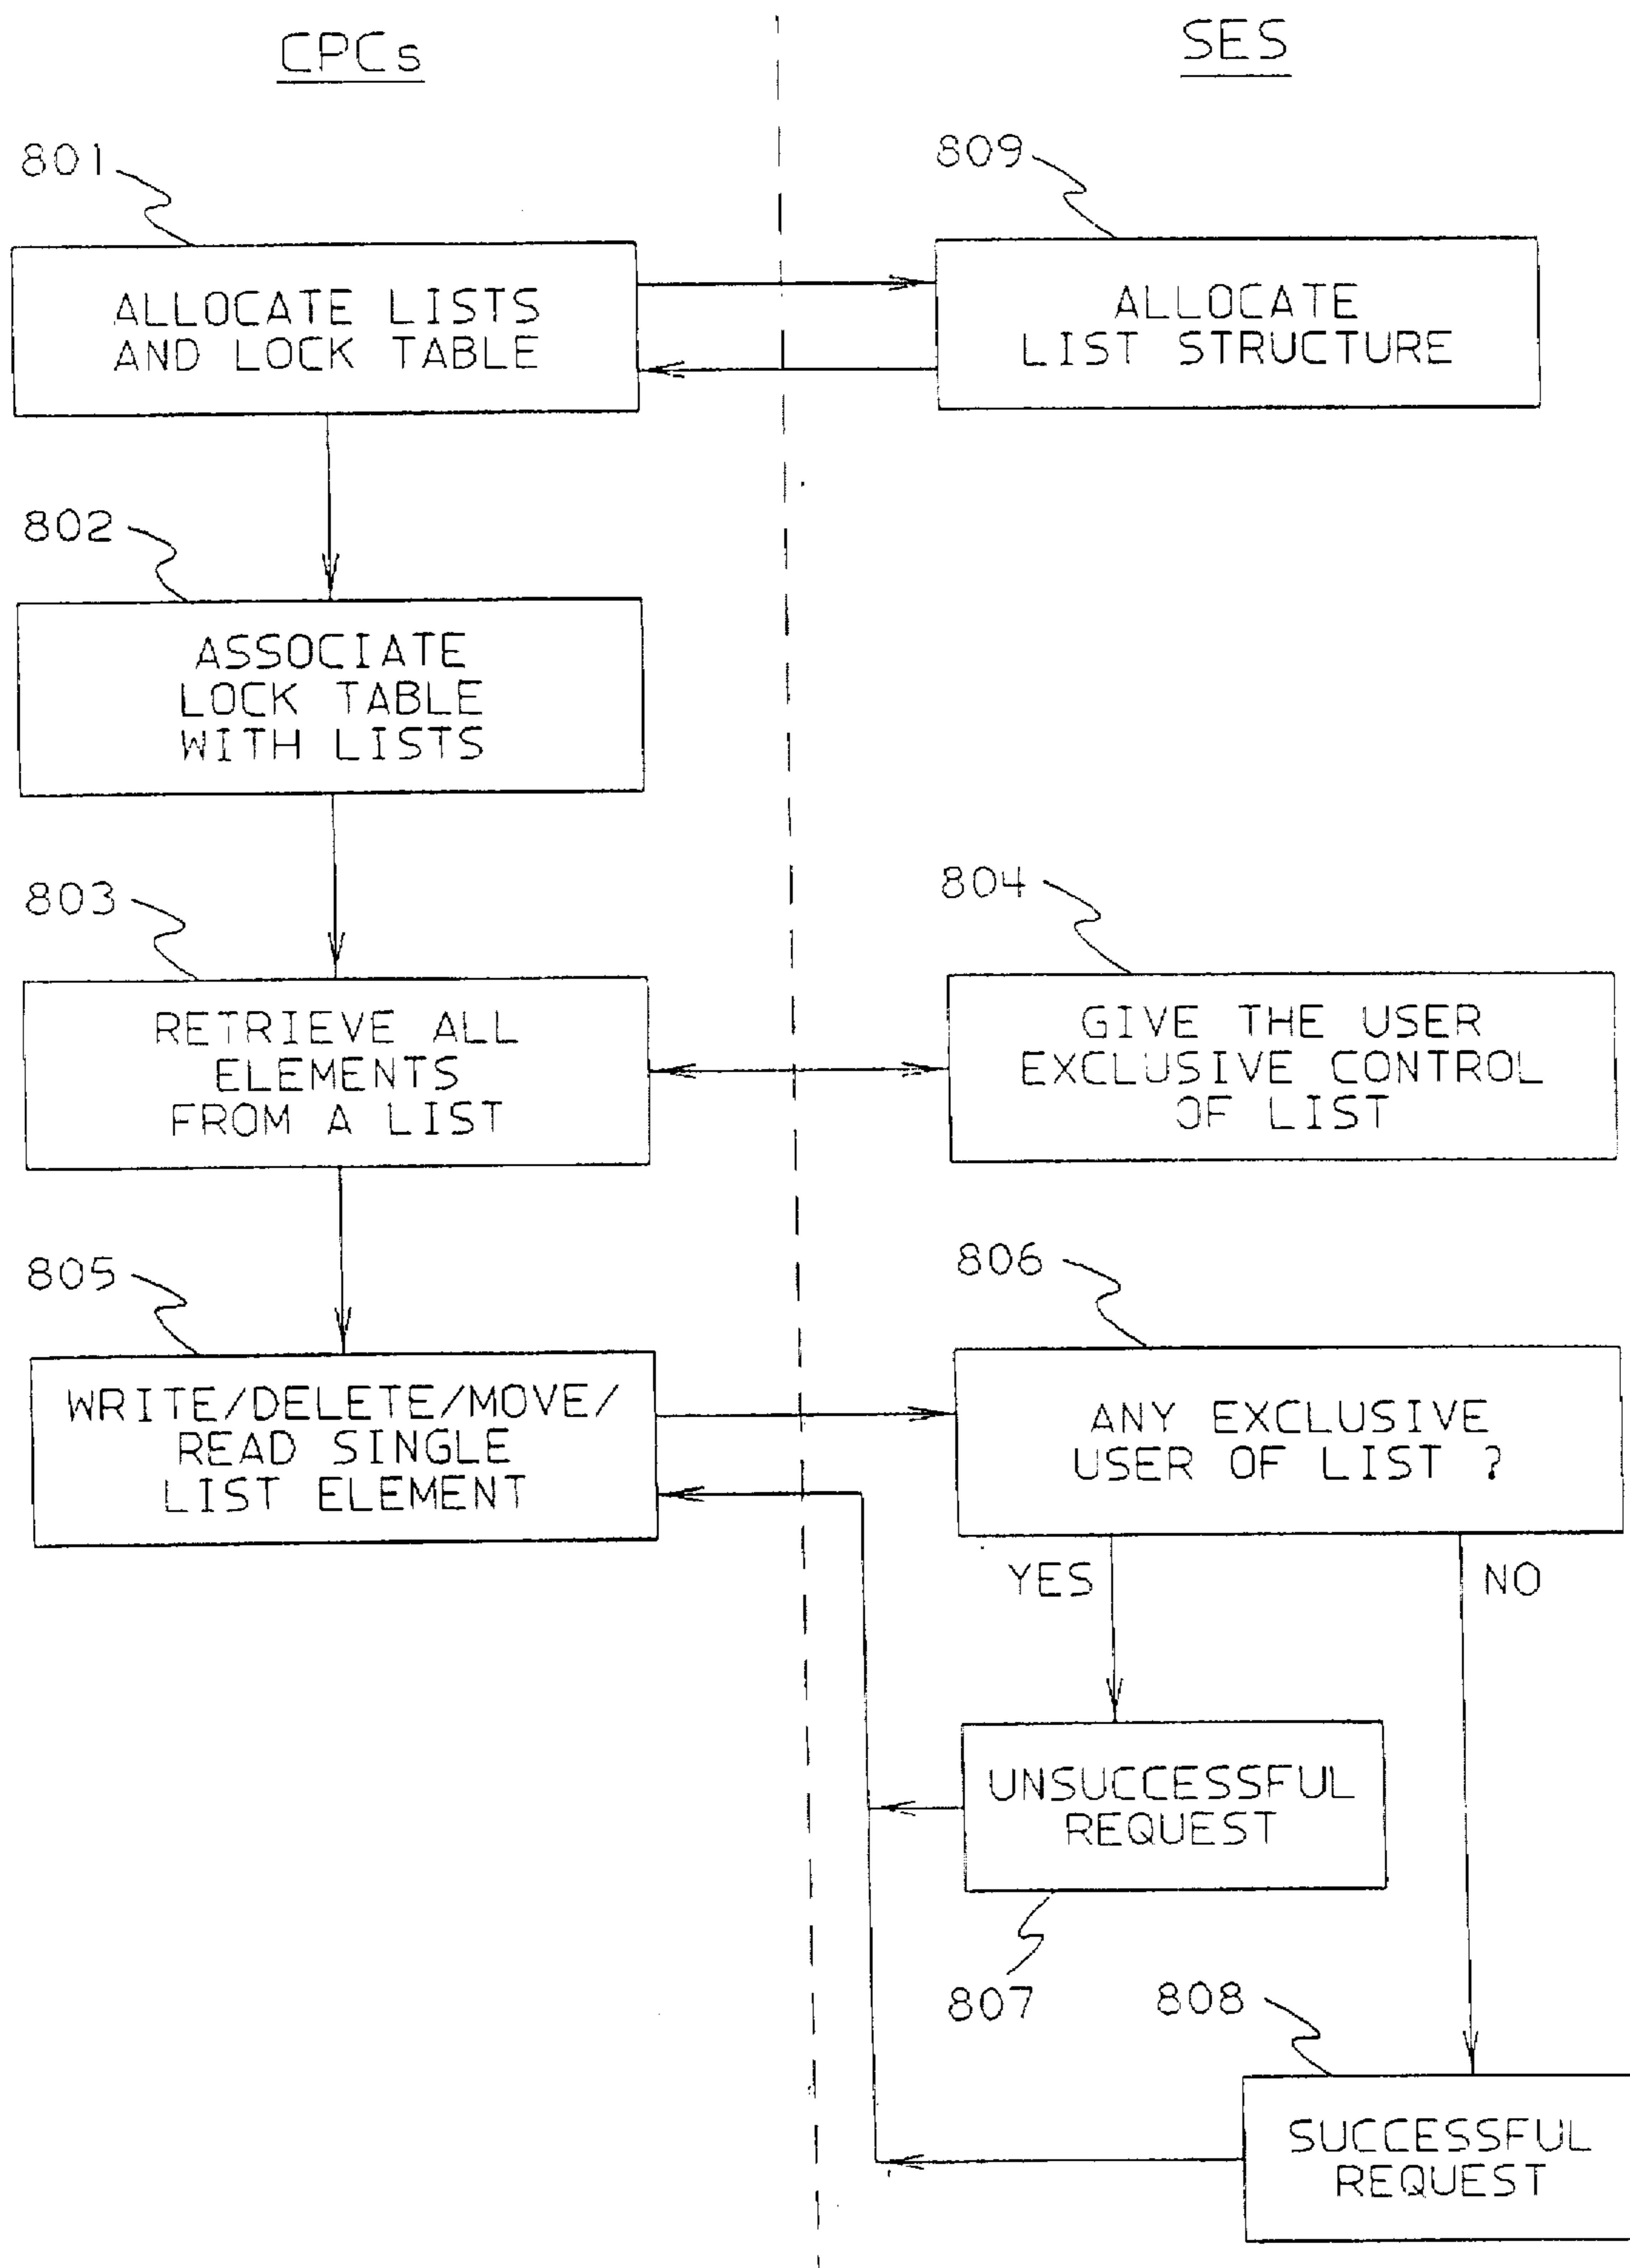 CPCs
SES
801
809
ALLOCATE LISTS
AND LOCK TABLE
ALLOCATE
LIST STRUCTURE
802
ASSOCIATE
LOCK TABLE
WITH LISTS
803
804
RETRIEVE ALL
ELEMENTS
FROM A LIST
GIVE THE USER
EXCLUSIVE CONTROL
OF LIST
805
806
WRITE/DELETE/MOVE/
READ SINGLE
LIST ELEMENT
ANY EXCLUSIVE
USER OF LIST ?
YES
NO
UNSUCCESSFUL
REQUEST
807
808
SUCCESSFUL
REQUEST